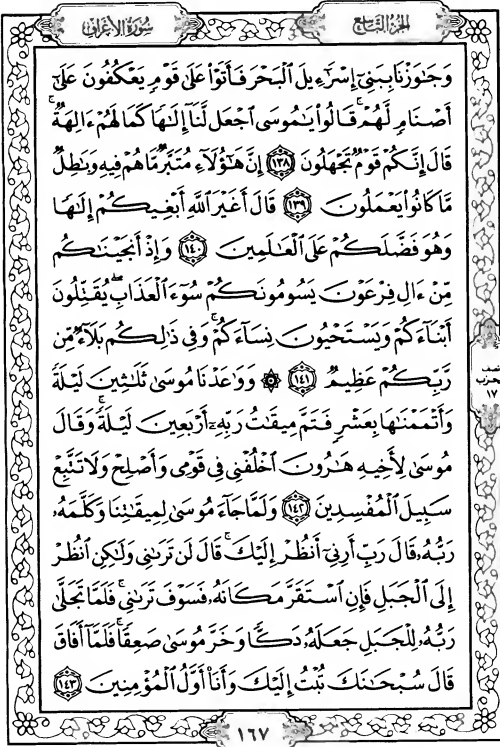 الجزء التاسع
سورة الأعراف
وَجَٰوَزْنَا بِبَنِىٓ إِسْرَٰٓءِيلَ ٱلْبَحْرَ فَأَتَوْا۟ عَلَىٰ قَوْمٍ يَعْكُفُونَ عَلَىٰٓ
أَصْنَامٍ لَّهُمْ ۚ قَالُوا۟ يَٰمُوسَى ٱجْعَل لَّنَآ إِلَٰهًا كَمَا لَهُمْ ءَالِهَةٌ ۚ
قَالَ إِنَّكُمْ قَوْمٌ تَجْهَلُونَ ﴿١٣٨﴾ إِنَّ هَٰٓؤُلَآءِ مُتَبَّرٌ مَّا هُمْ فِيهِ وَبَٰطِلٌ
مَّا كَانُوا۟ يَعْمَلُونَ ﴿١٣٩﴾ قَالَ أَغَيْرَ ٱللَّهِ أَبْغِيكُمْ إِلَٰهًا
وَهُوَ فَضَّلَكُمْ عَلَى ٱلْعَٰلَمِينَ ﴿١٤٠﴾ وَإِذْ أَنجَيْنَٰكُم
مِّنْ ءَالِ فِرْعَوْنَ يَسُومُونَكُمْ سُوٓءَ ٱلْعَذَابِ ۖ يُقَتِّلُونَ
أَبْنَآءَكُمْ وَيَسْتَحْيُونَ نِسَآءَكُمْ ۚ وَفِى ذَٰلِكُم بَلَآءٌ مِّن
رَّبِّكُمْ عَظِيمٌ ﴿١٤١﴾ ۞ وَوَٰعَدْنَا مُوسَىٰ ثَلَٰثِينَ لَيْلَةً
وَأَتْمَمْنَٰهَا بِعَشْرٍ فَتَمَّ مِيقَٰتُ رَبِّهِۦٓ أَرْبَعِينَ لَيْلَةً ۚ وَقَالَ
مُوسَىٰ لِأَخِيهِ هَٰرُونَ ٱخْلُفْنِى فِى قَوْمِى وَأَصْلِحْ وَلَا تَتَّبِعْ
سَبِيلَ ٱلْمُفْسِدِينَ ﴿١٤٢﴾ وَلَمَّا جَآءَ مُوسَىٰ لِمِيقَٰتِنَا وَكَلَّمَهُۥ
رَبُّهُۥ قَالَ رَبِّ أَرِنِىٓ أَنظُرْ إِلَيْكَ ۚ قَالَ لَن تَرَىٰنِى وَلَٰكِنِ ٱنظُرْ
إِلَى ٱلْجَبَلِ فَإِنِ ٱسْتَقَرَّ مَكَانَهُۥ فَسَوْفَ تَرَىٰنِى ۚ فَلَمَّا تَجَلَّىٰ
رَبُّهُۥ لِلْجَبَلِ جَعَلَهُۥ دَكًّا وَخَرَّ مُوسَىٰ صَعِقًا ۚ فَلَمَّآ أَفَاقَ
قَالَ سُبْحَٰنَكَ تُبْتُ إِلَيْكَ وَأَنَا۠ أَوَّلُ ٱلْمُؤْمِنِينَ ﴿١٤٣﴾
نصف
الحزب
١٧
١٦٧